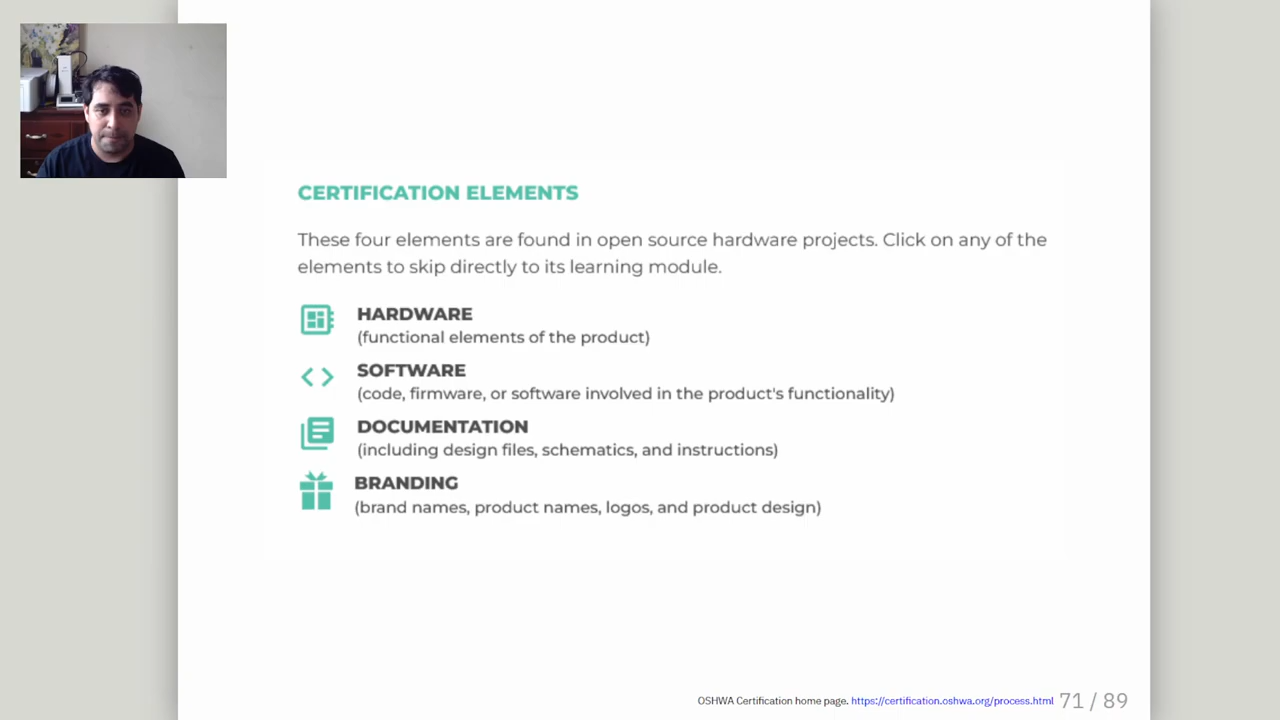 CERTIFICATION ELEMENTS
These four elements are found in open source hardware projects. Click on any of the
elements to skip directly to its learning module.
HARDWARE
(functional elements of the product)
SOFTWARE
(code, firmware, or software involved in the product's functionality)
DOCUMENTATION
(including design files, schematics, and instructions)
BRANDING
(brand names, product names, logos, and product design)
OSHWA Certification home page. https://certification.oshwa.org/process.html 71 / 89